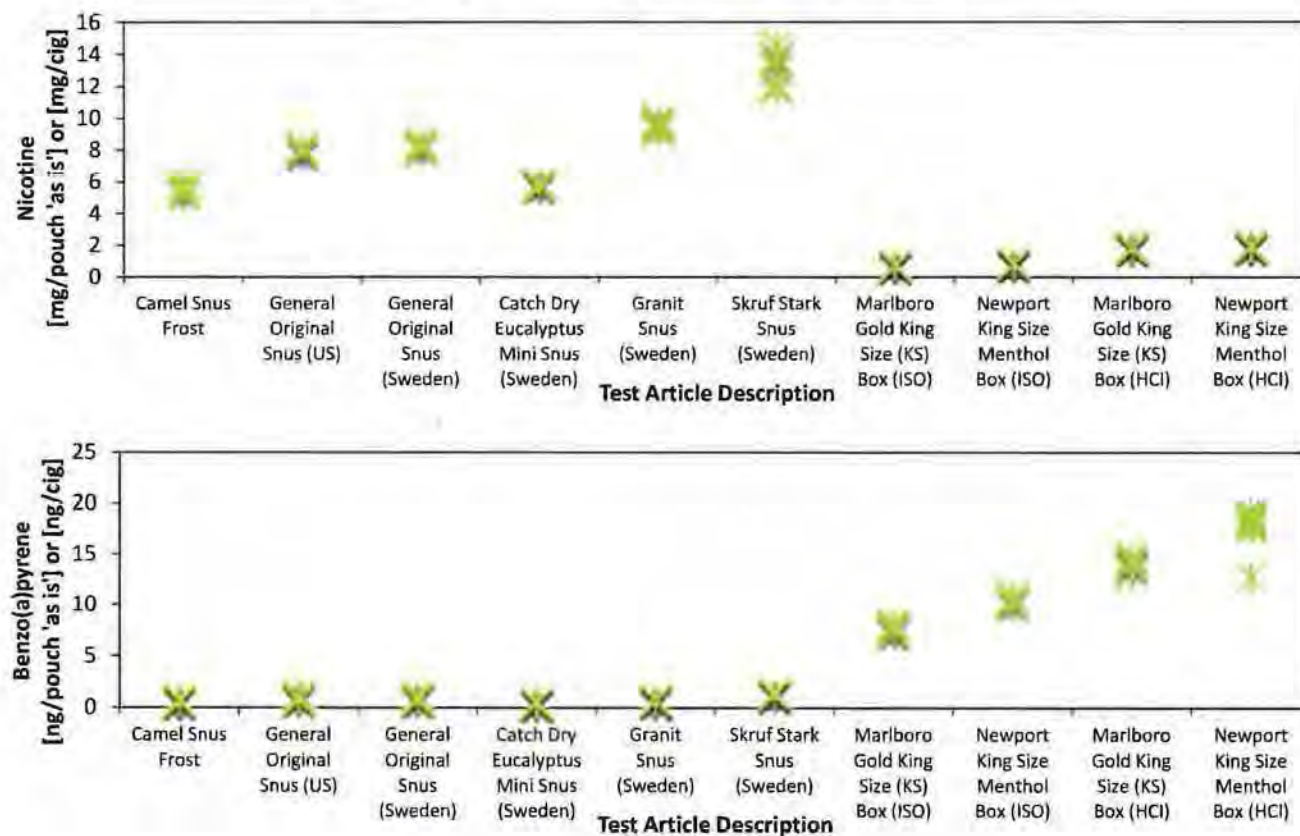 Nicotine
[mg/pouch 'as is'] or [mg/cig]
16
14
12
10
8
6
4
2
0
Camel Snus
Frost
General
Original
Snus (US)
General
Original
Snus
(Sweden)
Catch Dry
Eucalyptus
Mini Snus
(Sweden)
Granit
Snus
(Sweden)
Skruf Stark
Snus
(Sweden)
Marlboro
Gold King
Size (KS)
Box (ISO)
Newport
King Size
Menthol
Box (ISO)
Marlboro
Gold King
Size (KS)
Box (HCI)
Newport
King Size
Menthol
Box (HCI)
Test Article Description
Benzo(a)pyrene
[ng/pouch 'as is'] or [ng/cig]
25
20
15
10
5
0
Camel Snus
Frost
General
Original
Snus (US)
General
Original
Snus
(Sweden)
Catch Dry
Eucalyptus
Mini Snus
(Sweden)
Granit
Snus
(Sweden)
Skruf Stark
Snus
(Sweden)
Marlboro
Gold King
Size (KS)
Box (ISO)
Newport
King Size
Menthol
Box (ISO)
Marlboro
Gold King
Size (KS)
Box (HCI)
Newport
King Size
Menthol
Box (HCI)
Test Article Description